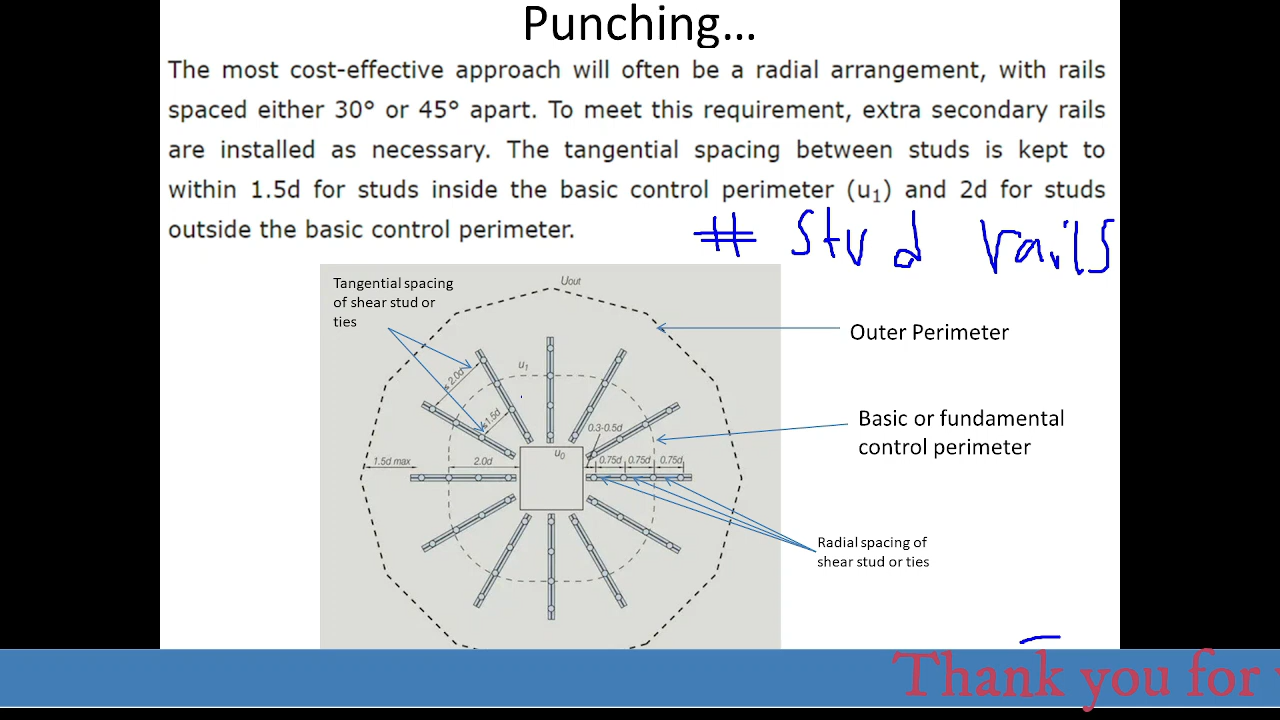 Punching...
The most cost-effective approach will often be a radial arrangement, with rails
spaced either 30° or 45° apart. To meet this requirement, extra secondary rails
are installed as necessary. The tangential spacing between studs is kept to
within 1.5d for studs inside the basic control perimeter (u1) and 2d for studs
outside the basic control perimeter.
# Stud rails
Tangential spacing
of shear stud or
ties
Uout
Outer Perimeter
u1
≤ 2.0d
≤1.5d
0.3-0.5d
Basic or fundamental
control perimeter
u0
1.5d max
2.0d
0.75d 0.75d 0.75d
Radial spacing of
shear stud or ties
Thank you for